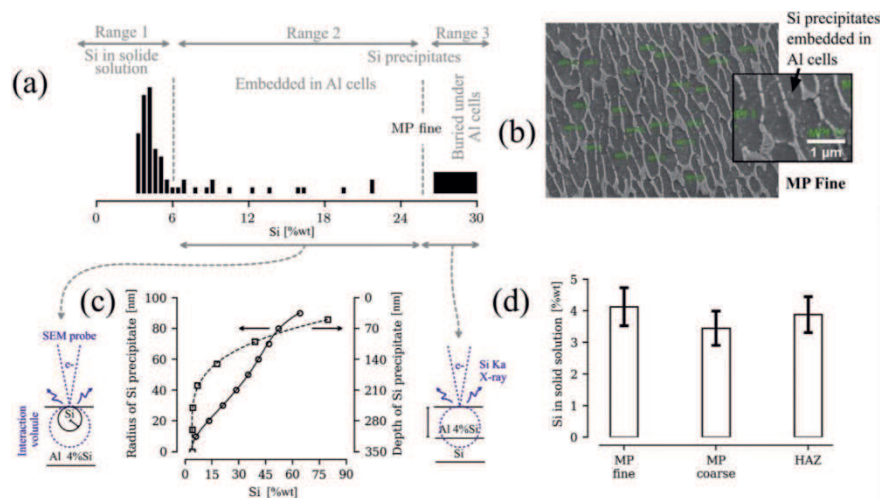 Range 1
Range 2
Range 3
Si in solide
solution
Si precipitates
Embedded in Al cells
Buried under
Al cells
(a)
MP fine
0
6
12
18
24
30
Si [%wt]
(b)
Si precipitates
embedded in
Al cells
1 µm
MP Fine
(c)
SEM probe
e-
Si
Al 4%Si
Interaction
voluule
Radius of Si precipitate [nm]
100
80
60
40
20
0
0
15
30
45
60
75
90
Si [%wt]
0
70
140
210
280
350
Depth of Si precipitate [nm]
e-
Si Ka
X-ray
Al 4%Si
Si
(d)
Si in solid solution [%wt]
5
4
3
2
1
0
MP
fine
MP
coarse
HAZ